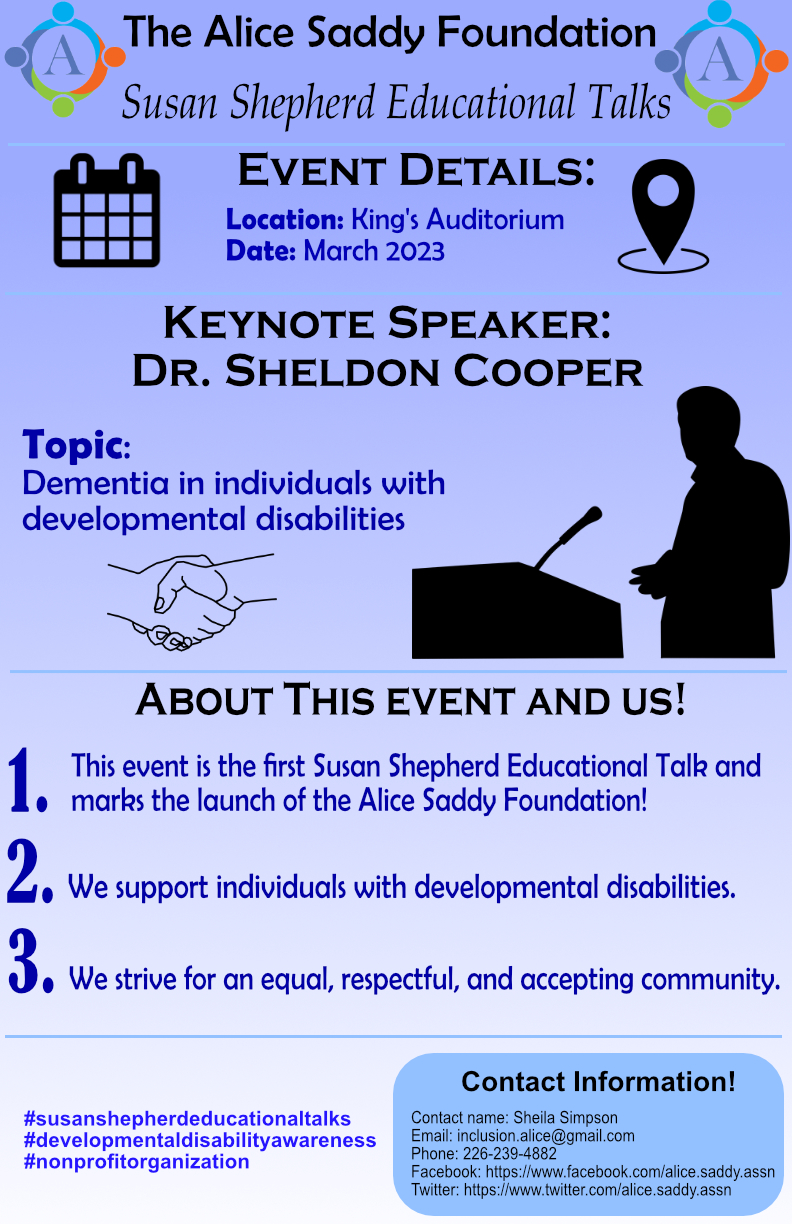 The Alice Saddy Foundation
Susan Shepherd Educational Talks
A
A
Event Details:
Location: King's Auditorium
Date: March 2023
Keynote Speaker:
Dr. Sheldon Cooper
Topic:
Dementia in individuals with
developmental disabilities
About This event and us!
1. This event is the first Susan Shepherd Educational Talk and
marks the launch of the Alice Saddy Foundation!
2. We support individuals with developmental disabilities.
3. We strive for an equal, respectful, and accepting community.
#susanshepherdeducationaltalks
#developmentaldisabilityawareness
#nonprofitorganization
Contact Information!
Contact name: Sheila Simpson
Email: inclusion.alice@gmail.com
Phone: 226-239-4882
Facebook: https://www.facebook.com/alice.saddy.assn
Twitter: https://www.twitter.com/alice.saddy.assn